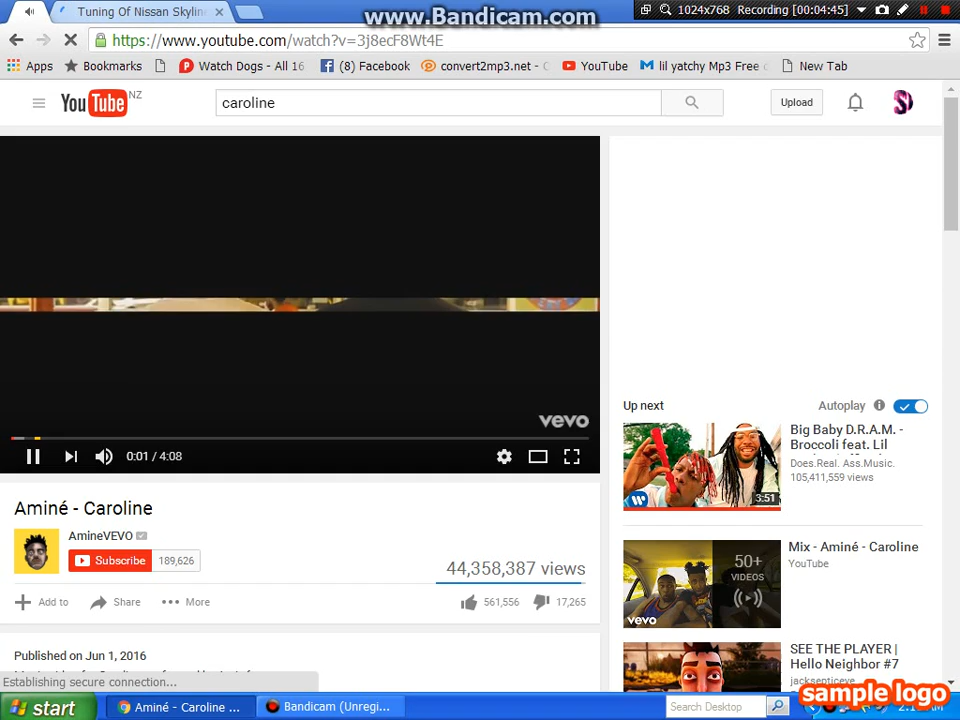 www.Bandicam.com
1024x768 Recording [00:04:45]
Tuning Of Nissan Skyline
https://www.youtube.com/watch?v=3j8ecF8Wt4E
Apps Bookmarks Watch Dogs - All 16 (8) Facebook convert2mp3.net - YouTube lil yatchy Mp3 Free New Tab
YouTube NZ
caroline
Upload
vevo
0:01 / 4:08
Up next Autoplay
Big Baby D.R.A.M. -
Broccoli feat. Lil
Does.Real. Ass.Music.
105,411,559 views
3:51
Aminé - Caroline
AmineVEVO
Subscribe 189,626
44,358,387 views
Add to Share More 561,556 17,265
Mix - Aminé - Caroline
YouTube
50+
VIDEOS
vevo
Published on Jun 1, 2016
SEE THE PLAYER |
Hello Neighbor #7
jacksepticeye
Establishing secure connection...
sample logo
start Aminé - Caroline ... Bandicam (Unregi... Search Desktop